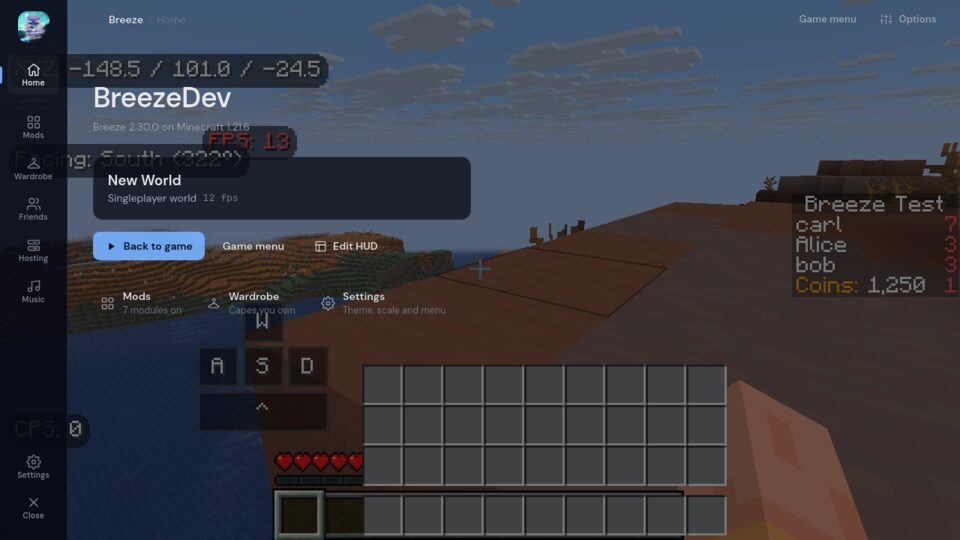 Breeze / Home
Game menu
Options
XYZ: -148.5 / 101.0 / -24.5
Home
BreezeDev
Breeze 2.30.0 on Minecraft 1.21.6
FPS: 13
Mods
Facing: South (322°)
Wardrobe
New World
Singleplayer world 12 fps
Friends
Breeze Test
carl 7
Alice 3
bob 3
Coins: 1,250 1
Hosting
Back to game
Game menu
Edit HUD
Music
Mods
7 modules on
Wardrobe
Capes you own
Settings
Theme, scale and menu
W
A S D
^
CPS: 0
Settings
Close